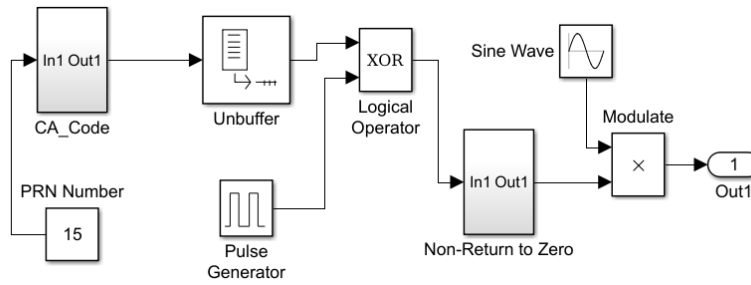 In1 Out1
CA_Code
Unbuffer
XOR
Logical
Operator
Sine Wave
Modulate
×
1
Out1
PRN Number
15
Pulse
Generator
In1 Out1
Non-Return to Zero